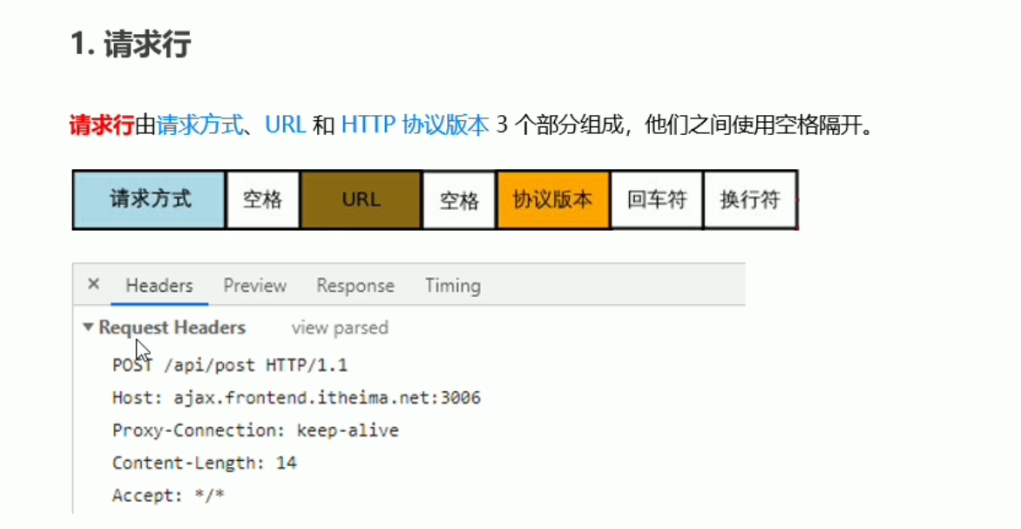 1. 请求行
请求行由请求方式、URL 和 HTTP 协议版本 3 个部分组成，他们之间使用空格隔开。
请求方式 空格 URL 空格 协议版本 回车符 换行符
× Headers Preview Response Timing
▼ Request Headers view parsed
POST /api/post HTTP/1.1
Host: ajax.frontend.itheima.net:3006
Proxy-Connection: keep-alive
Content-Length: 14
Accept: */*